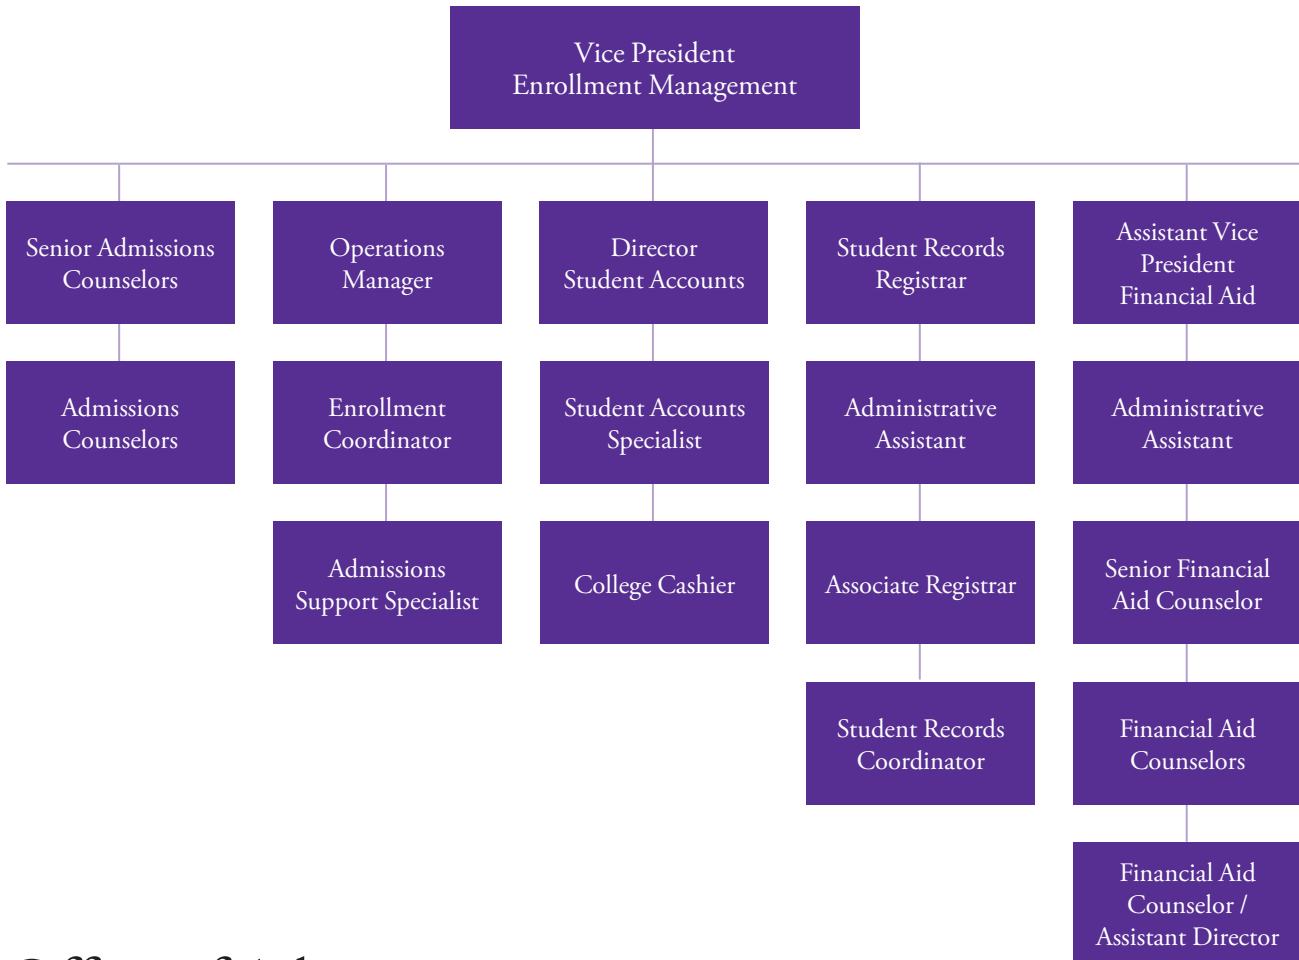 Vice President
Enrollment Management
Senior Admissions
Counselors
Operations
Manager
Director
Student Accounts
Student Records
Registrar
Assistant Vice
President
Financial Aid
Admissions
Counselors
Enrollment
Coordinator
Student Accounts
Specialist
Administrative
Assistant
Administrative
Assistant
Admissions
Support Specialist
College Cashier
Associate Registrar
Senior Financial
Aid Counselor
Student Records
Coordinator
Financial Aid
Counselors
Financial Aid
Counselor /
Assistant Director